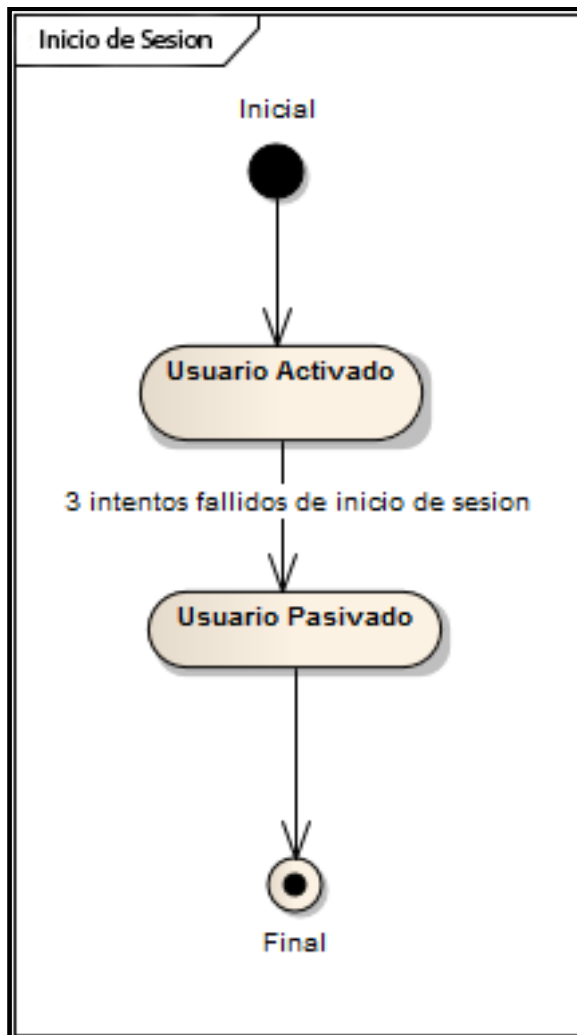 Inicio de Sesion
Inicial
Usuario Activado
3 intentos fallidos de inicio de sesion
Usuario Pasivado
Final